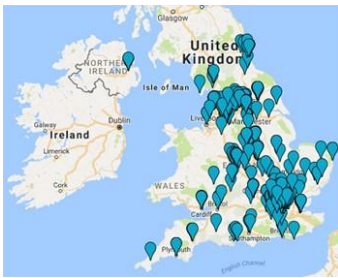 Glasgow
United
Kingdom
NORTHERN
IRELAND
Isle of Man
Dublin
Galway
Ireland
Limerick
Cork
WALES
Cardiff
Plymouth
Southampton
English Channel